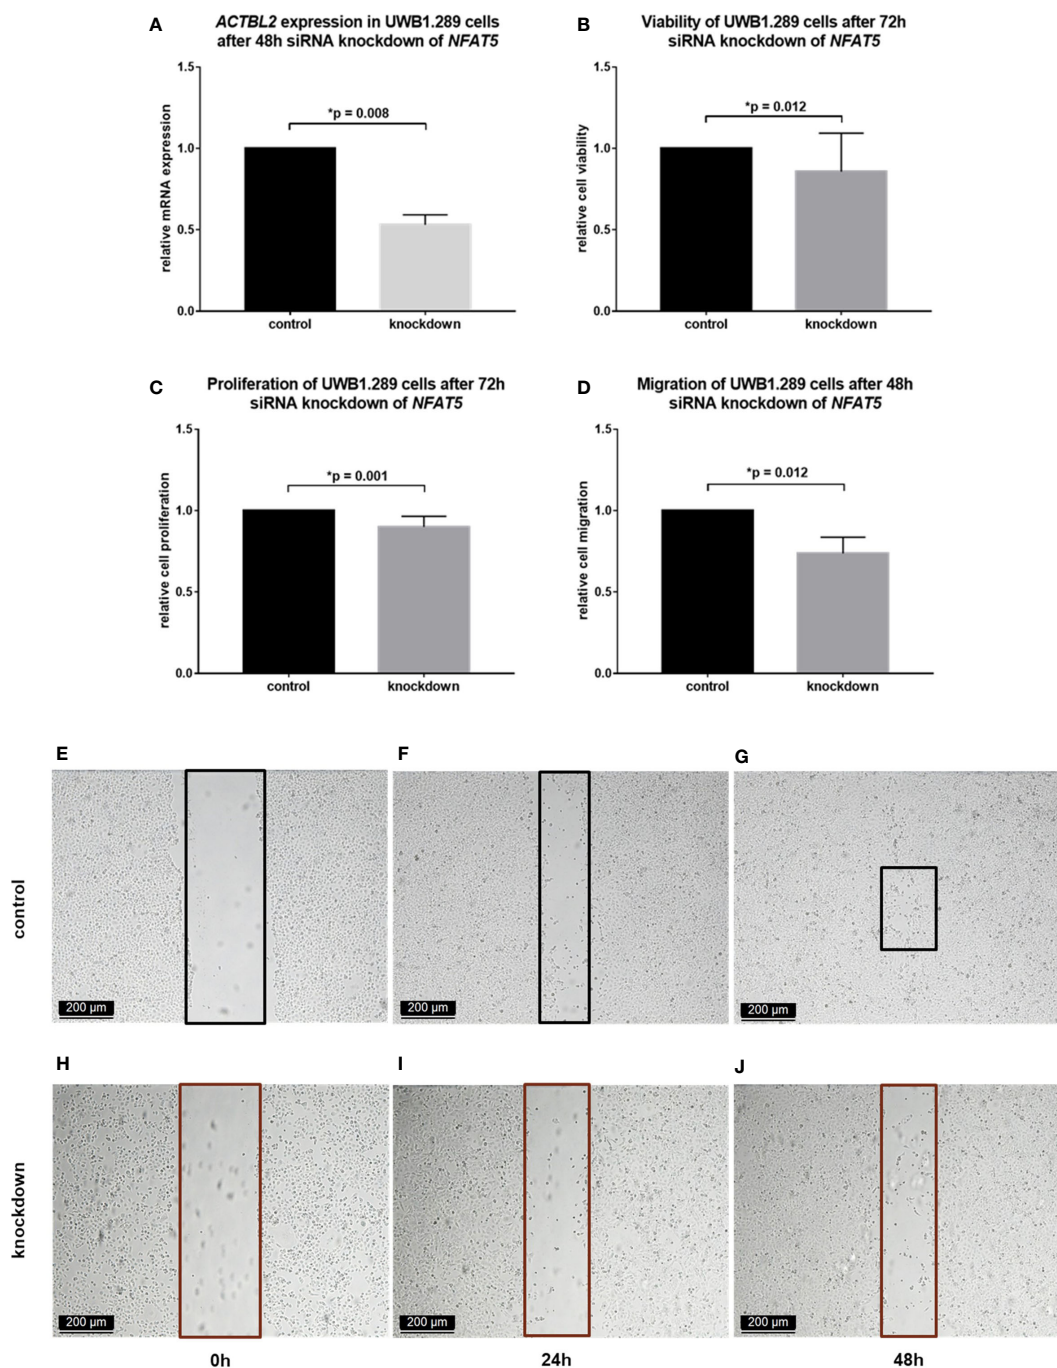 A
ACTBL2 expression in UWB1.289 cells
after 48h siRNA knockdown of NFAT5
relative mRNA expression
1.5
1.0
0.5
0.0
*p = 0.008
control
knockdown
B
Viability of UWB1.289 cells after 72h
siRNA knockdown of NFAT5
relative cell viability
1.5
1.0
0.5
0.0
*p = 0.012
control
knockdown
C
Proliferation of UWB1.289 cells after 72h
siRNA knockdown of NFAT5
relative cell proliferation
1.5
1.0
0.5
0.0
*p = 0.001
control
knockdown
D
Migration of UWB1.289 cells after 48h
siRNA knockdown of NFAT5
relative cell migration
1.5
1.0
0.5
0.0
*p = 0.012
control
knockdown
E
F
G
control
200 µm
200 µm
200 µm
H
I
J
knockdown
200 µm
200 µm
200 µm
0h
24h
48h